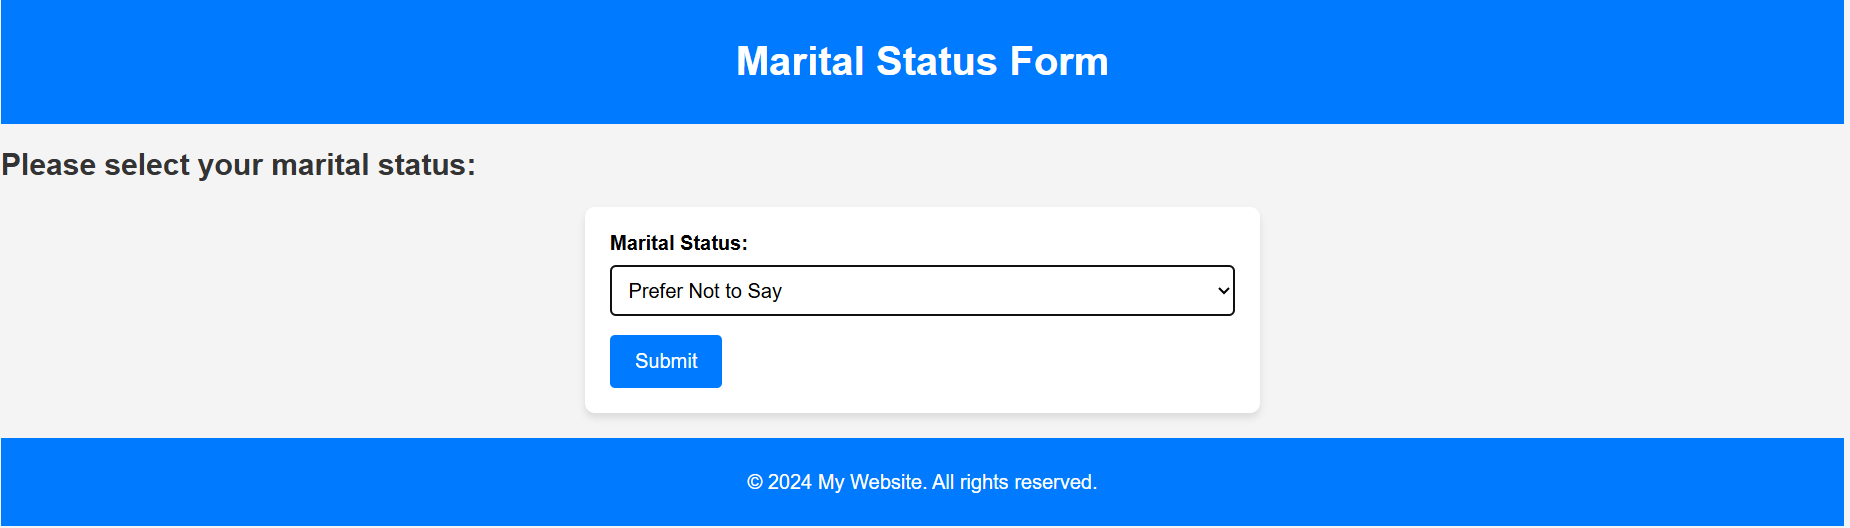 Marital Status Form
Please select your marital status:
Marital Status:
Prefer Not to Say
Submit
© 2024 My Website. All rights reserved.